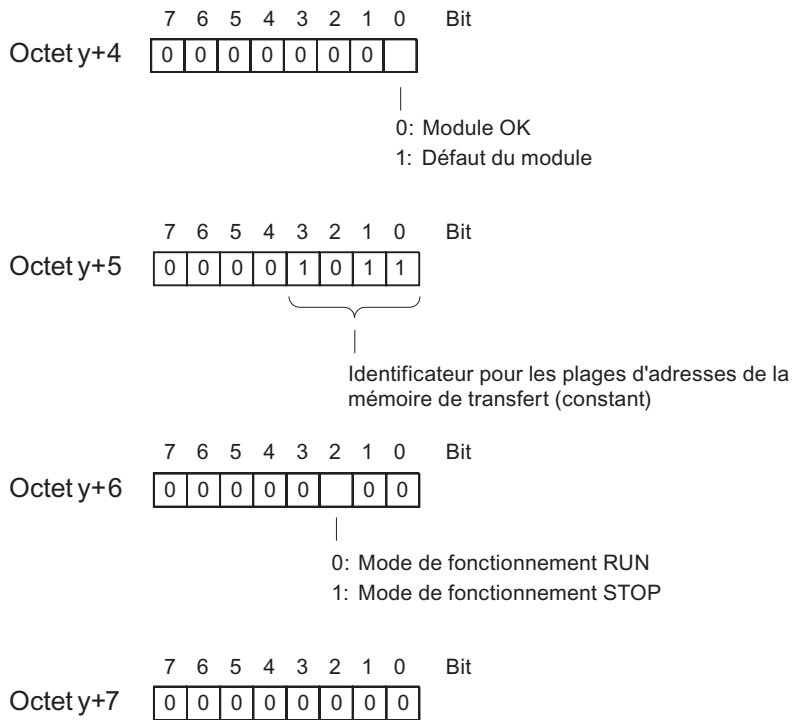 7 6 5 4 3 2 1 0 Bit
Octet y+4 0 0 0 0 0 0 0
0: Module OK
1: Défaut du module
7 6 5 4 3 2 1 0 Bit
Octet y+5 0 0 0 0 1 0 1 1
Identificateur pour les plages d'adresses de la
mémoire de transfert (constant)
7 6 5 4 3 2 1 0 Bit
Octet y+6 0 0 0 0 0 0 0
0: Mode de fonctionnement RUN
1: Mode de fonctionnement STOP
7 6 5 4 3 2 1 0 Bit
Octet y+7 0 0 0 0 0 0 0 0